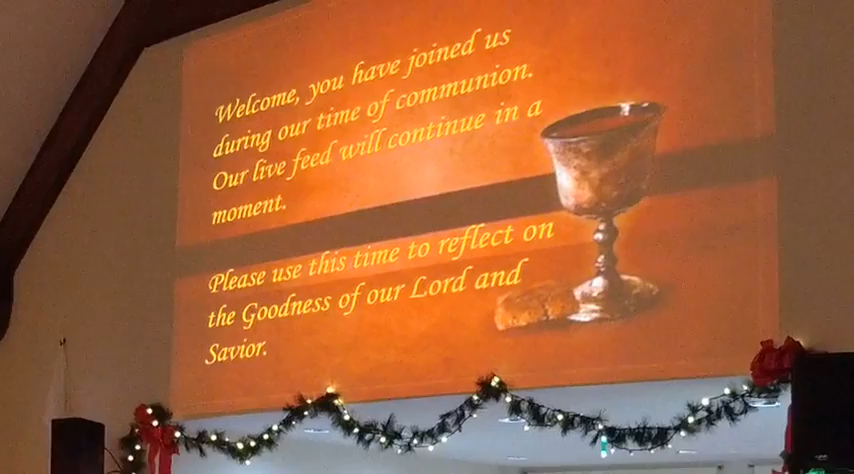 Welcome, you have joined us
during our time of communion.
Our live feed will continue in a
moment.
Please use this time to reflect on
the Goodness of our Lord and
Savior.